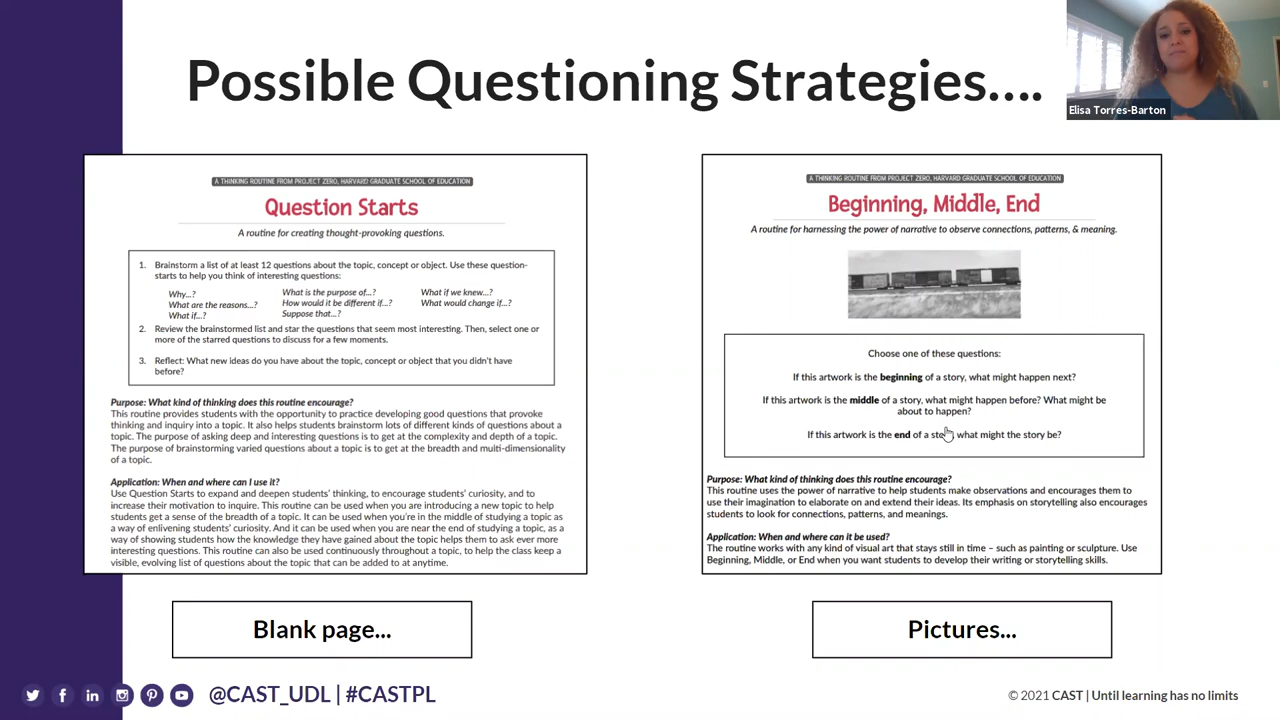 Possible Questioning Strategies….
Elisa Torres-Barton
A THINKING ROUTINE FROM PROJECT ZERO, HARVARD GRADUATE SCHOOL OF EDUCATION
Question Starts
A routine for creating thought-provoking questions.
1. Brainstorm a list of at least 12 questions about the topic, concept or object. Use these question-
starts to help you think of interesting questions:
Why...?
What are the reasons...?
What if...?
What is the purpose of...?
How would it be different if...?
Suppose that...?
What if we knew...?
What would change if...?
2. Review the brainstormed list and star the questions that seem most interesting. Then, select one or
more of the starred questions to discuss for a few moments.
3. Reflect: What new ideas do you have about the topic, concept or object that you didn't have
before?
Purpose: What kind of thinking does this routine encourage?
This routine provides students with the opportunity to practice developing good questions that provoke
thinking and inquiry into a topic. It also helps students brainstorm lots of different kinds of questions about a
topic. The purpose of asking deep and interesting questions is to get at the complexity and depth of a topic.
The purpose of brainstorming varied questions about a topic is to get at the breadth and multi-dimensionality
of a topic.
Application: When and where can I use it?
Use Question Starts to expand and deepen students' thinking, to encourage students' curiosity, and to
increase their motivation to inquire. This routine can be used when you are introducing a new topic to help
students get a sense of the breadth of a topic. It can be used when you're in the middle of studying a topic as
a way of enlivening students' curiosity. And it can be used when you are near the end of studying a topic, as a
way of showing students how the knowledge they have gained about the topic helps them to ask ever more
interesting questions. This routine can also be used continuously throughout a topic, to help the class keep a
visible, evolving list of questions about the topic that can be added to at anytime.
Blank page...
A THINKING ROUTINE FROM PROJECT ZERO, HARVARD GRADUATE SCHOOL OF EDUCATION
Beginning, Middle, End
A routine for harnessing the power of narrative to observe connections, patterns, & meaning.
Choose one of these questions:
If this artwork is the beginning of a story, what might happen next?
If this artwork is the middle of a story, what might happen before? What might be
about to happen?
If this artwork is the end of a story what might the story be?
Purpose: What kind of thinking does this routine encourage?
This routine uses the power of narrative to help students make observations and encourages them to
use their imagination to elaborate on and extend their ideas. Its emphasis on storytelling also encourages
students to look for connections, patterns, and meanings.
Application: When and where can it be used?
The routine works with any kind of visual art that stays still in time – such as painting or sculpture. Use
Beginning, Middle, or End when you want students to develop their writing or storytelling skills.
Pictures...
@CAST_UDL | #CASTPL
© 2021 CAST | Until learning has no limits